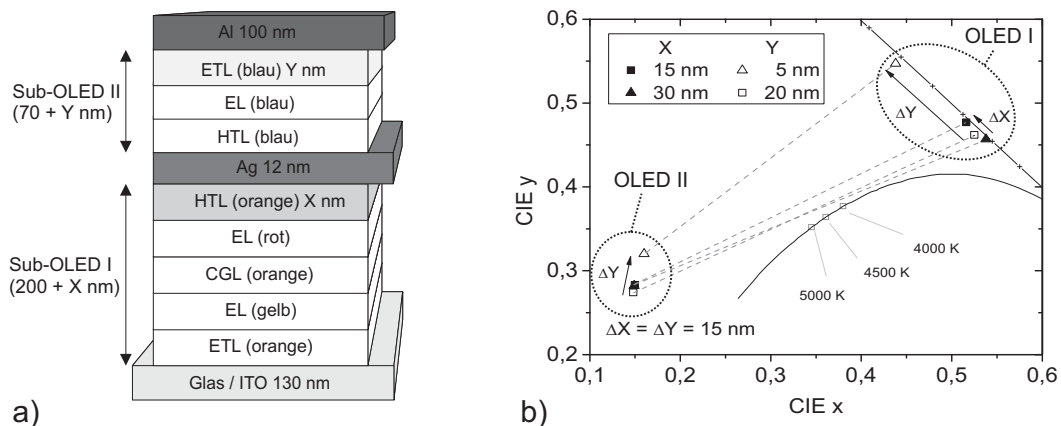 Al 100 nm
ETL (blau) Y nm
EL (blau)
HTL (blau)
Ag 12 nm
HTL (orange) X nm
EL (rot)
CGL (orange)
EL (gelb)
ETL (orange)
Glas / ITO 130 nm
Sub-OLED II
(70 + Y nm)
Sub-OLED I
(200 + X nm)
a)
X Y
15 nm 5 nm
30 nm 20 nm
OLED I
ΔX
ΔY
OLED II
ΔY
ΔX = ΔY = 15 nm
4000 K
4500 K
5000 K
0,6
0,5
0,4
0,3
0,2
CIE y
0,1 0,2 0,3 0,4 0,5 0,6
CIE x
b)